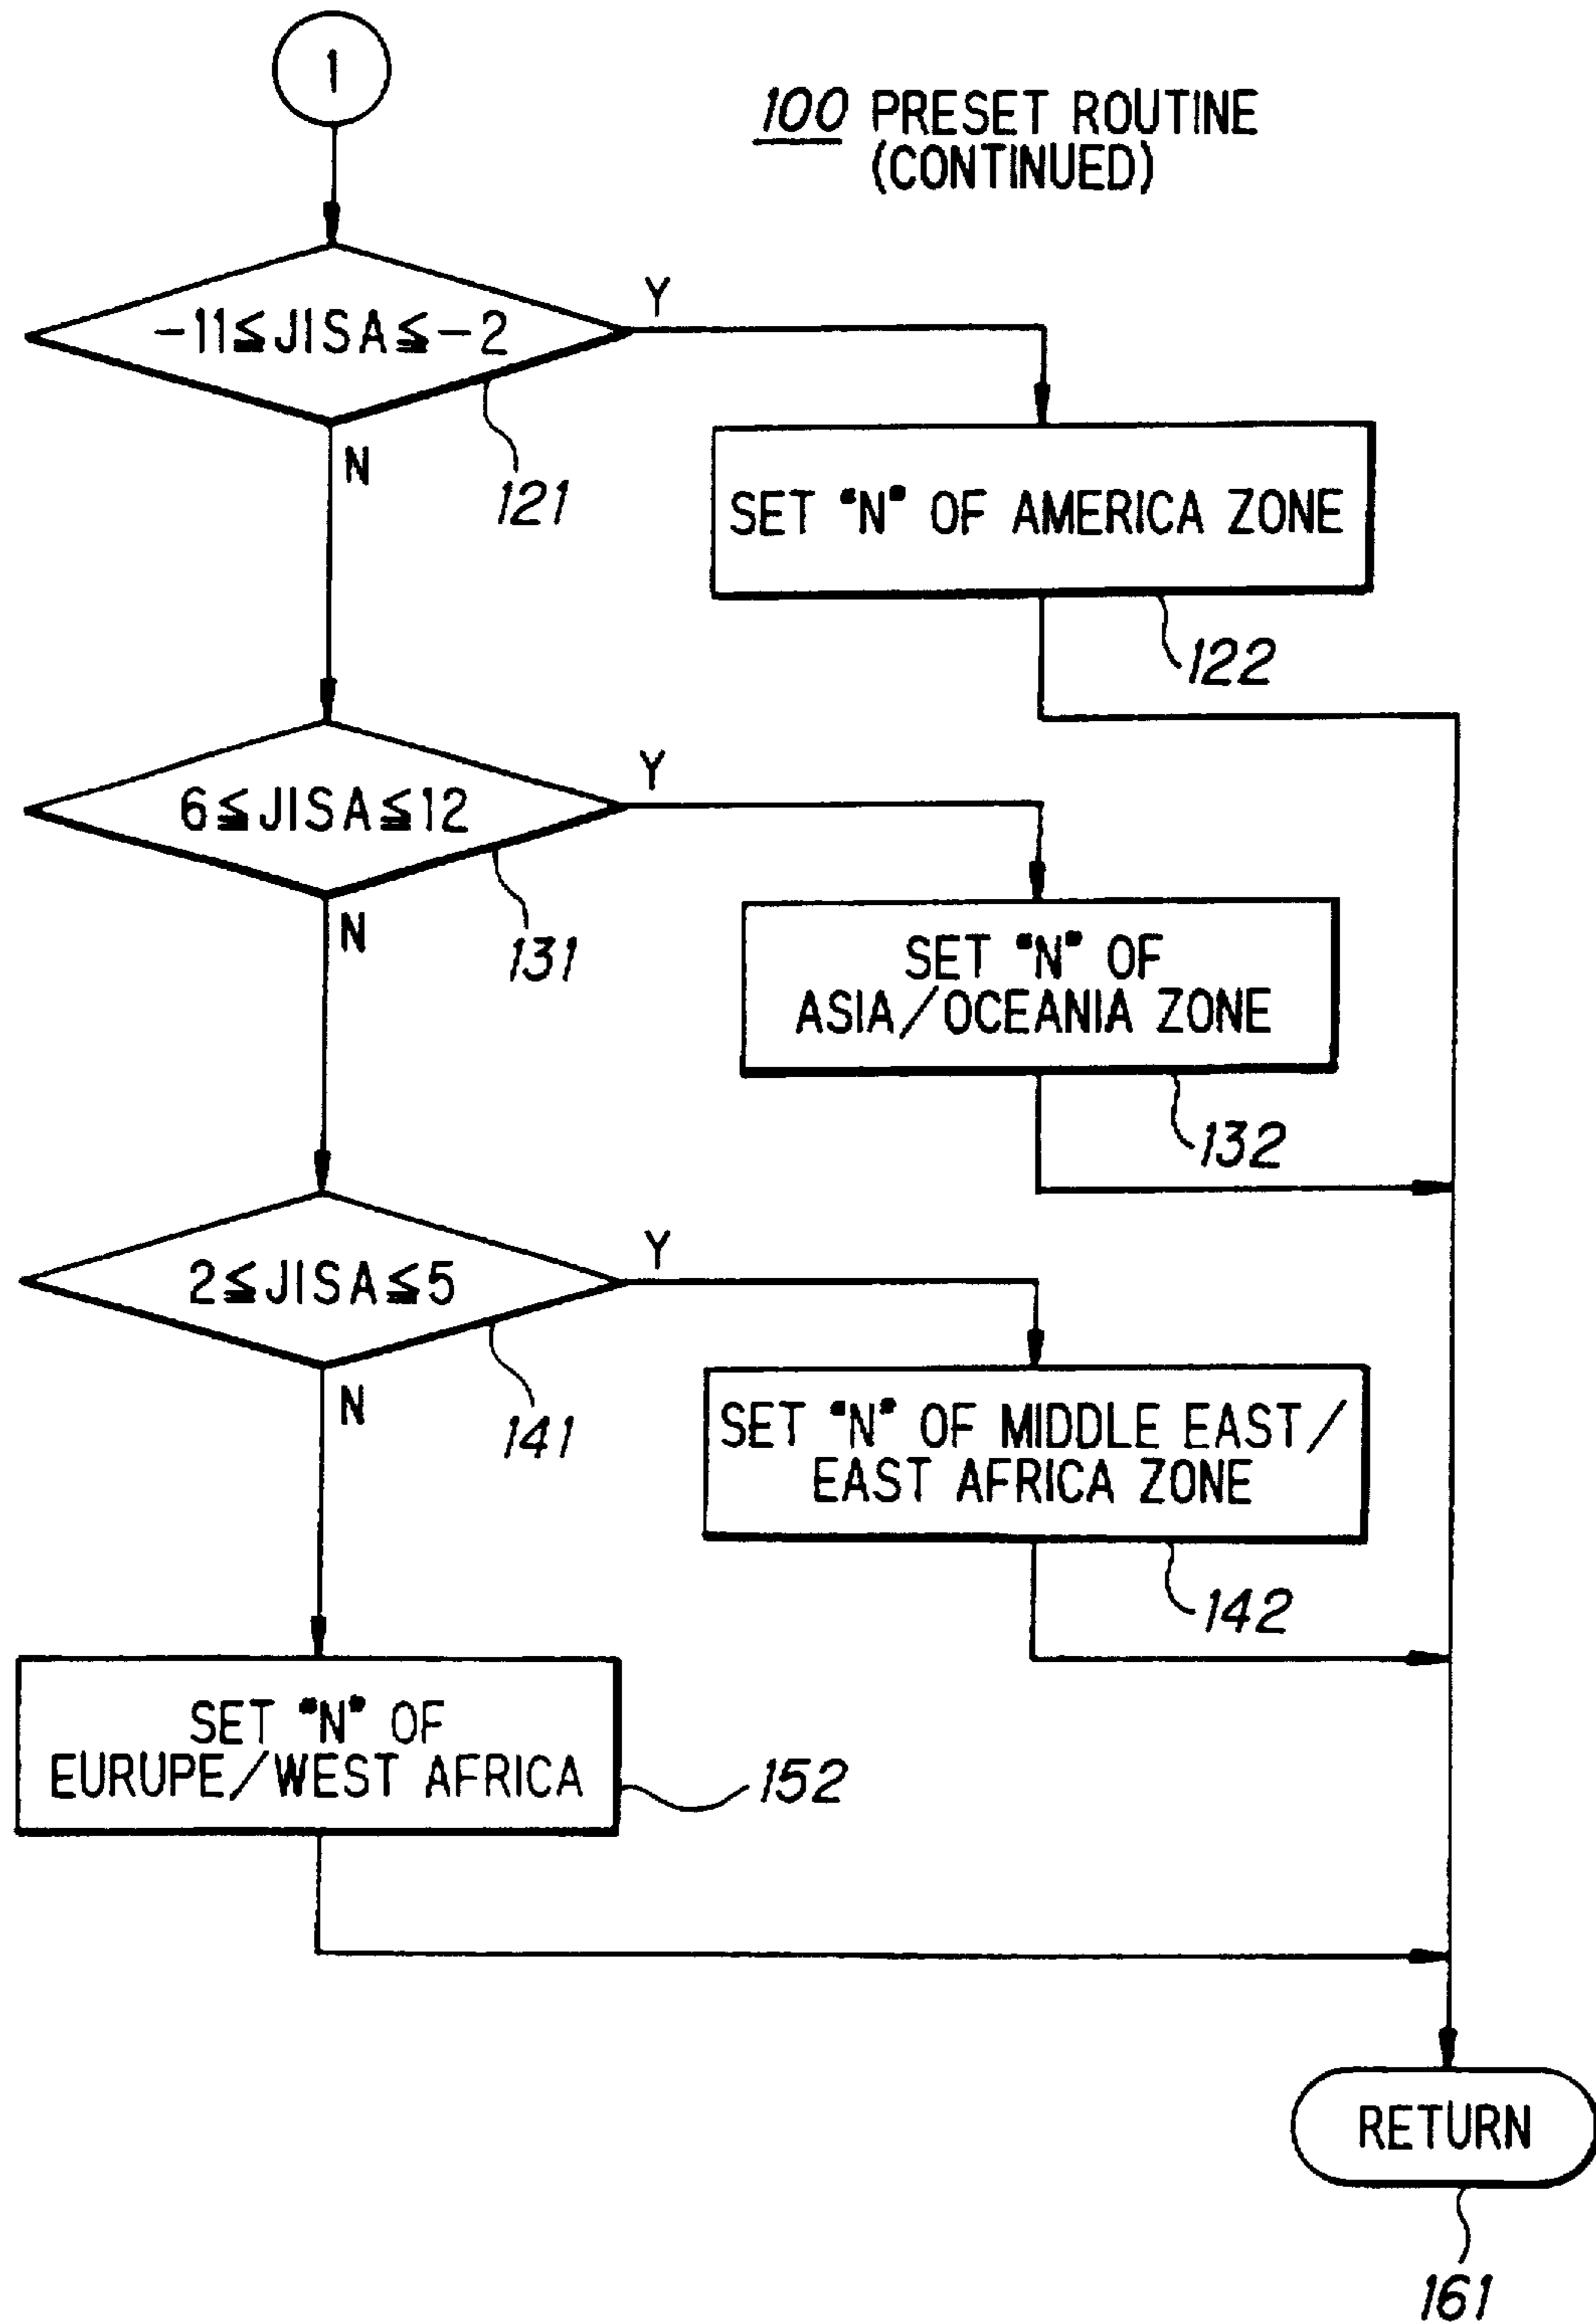 1
100 PRESET ROUTINE
(CONTINUED)
-11≦JISA≦-2
Y
N
121
SET "N" OF AMERICA ZONE
122
6≦JISA≦12
Y
N
131
SET "N" OF
ASIA/OCEANIA ZONE
132
2≦JISA≦5
Y
N
141
SET "N" OF MIDDLE EAST/
EAST AFRICA ZONE
142
SET "N" OF
EURUPE/WEST AFRICA
152
RETURN
161